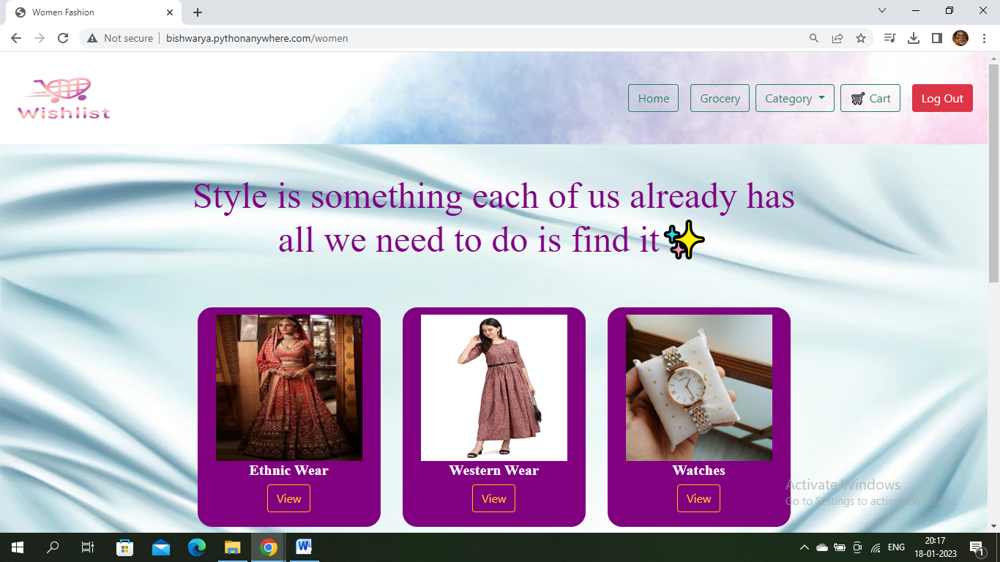 Women Fashion
Not secure
bishwarya.pythonanywhere.com/women
Wishlist
Home
Grocery
Category
Cart
Log Out
Style is something each of us already has
all we need to do is find it
Ethnic Wear
View
Western Wear
View
Watches
View
Activate Windows
Go to Settings to activate Windows.
ENG
20:17
18-01-2023
1